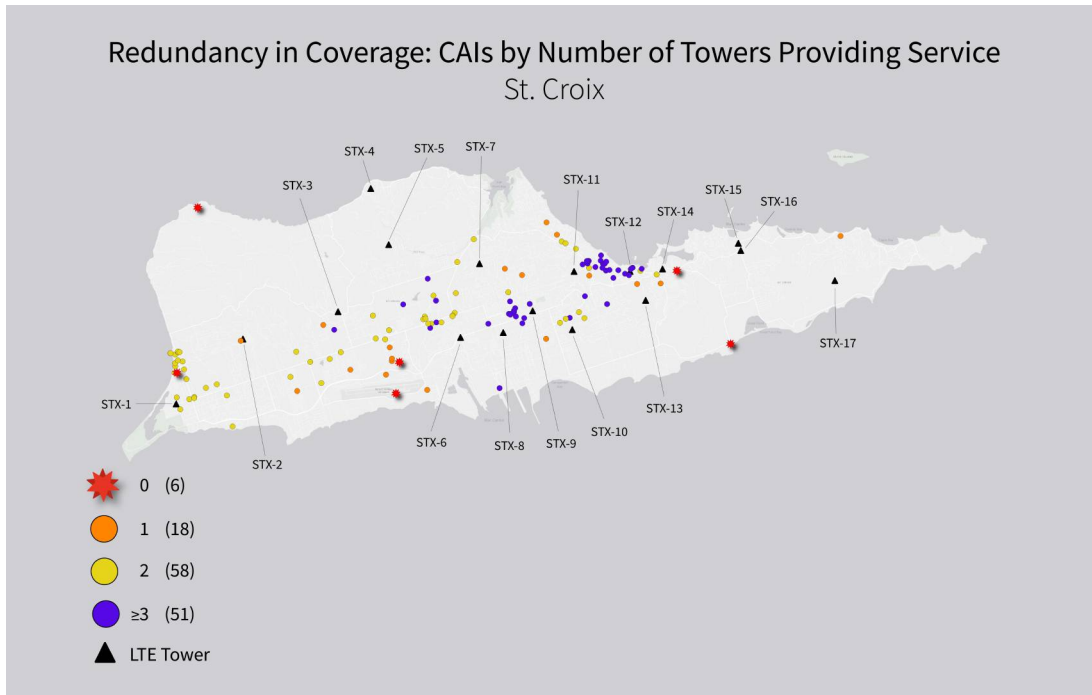 Redundancy in Coverage: CAIs by Number of Towers Providing Service
St. Croix
STX-4
STX-5
STX-7
STX-3
STX-11
STX-15
STX-12
STX-14
STX-16
STX-1
STX-2
STX-6
STX-8
STX-9
STX-10
STX-13
STX-17
0 (6)
1 (18)
2 (58)
≥3 (51)
LTE Tower